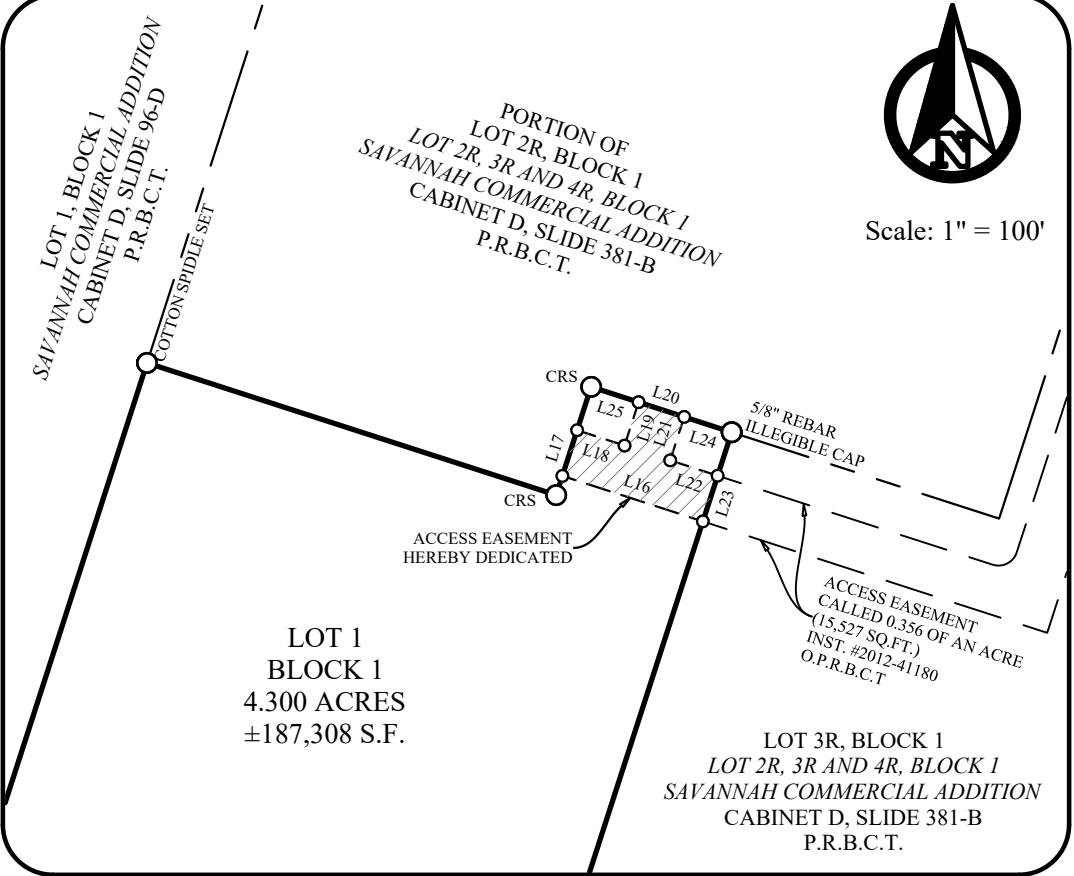 LOT 1, BLOCK 1
SAVANNAH COMMERCIAL ADDITION
CABINET D, SLIDE 96-D
P.R.B.C.T.
COTTON SPIDLE SET
PORTION OF
LOT 2R, BLOCK 1
LOT 2R, 3R AND 4R, BLOCK 1
SAVANNAH COMMERCIAL ADDITION
CABINET D, SLIDE 381-B
P.R.B.C.T.
N
Scale: 1" = 100'
CRS
L20
L25
L19
L21
L24
5/8" REBAR
ILLEGIBLE CAP
L17
L18
L16
L22
L23
CRS
ACCESS EASEMENT
HEREBY DEDICATED
ACCESS EASEMENT
CALLED 0.356 OF AN ACRE
(15,527 SQ.FT.)
INST. #2012-41180
O.P.R.B.C.T
LOT 1
BLOCK 1
4.300 ACRES
±187,308 S.F.
LOT 3R, BLOCK 1
LOT 2R, 3R AND 4R, BLOCK 1
SAVANNAH COMMERCIAL ADDITION
CABINET D, SLIDE 381-B
P.R.B.C.T.